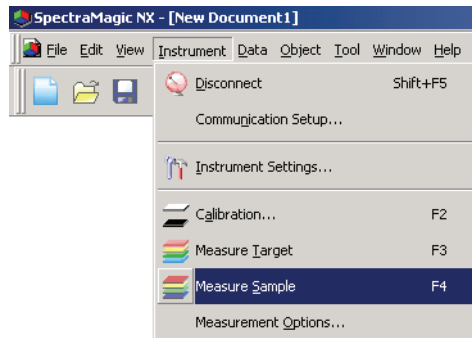 SpectraMagic NX - [New Document1]
File Edit View Instrument Data Object Tool Window Help
Disconnect Shift+F5
Communication Setup...
Instrument Settings...
Calibration... F2
Measure Target F3
Measure Sample F4
Measurement Options...